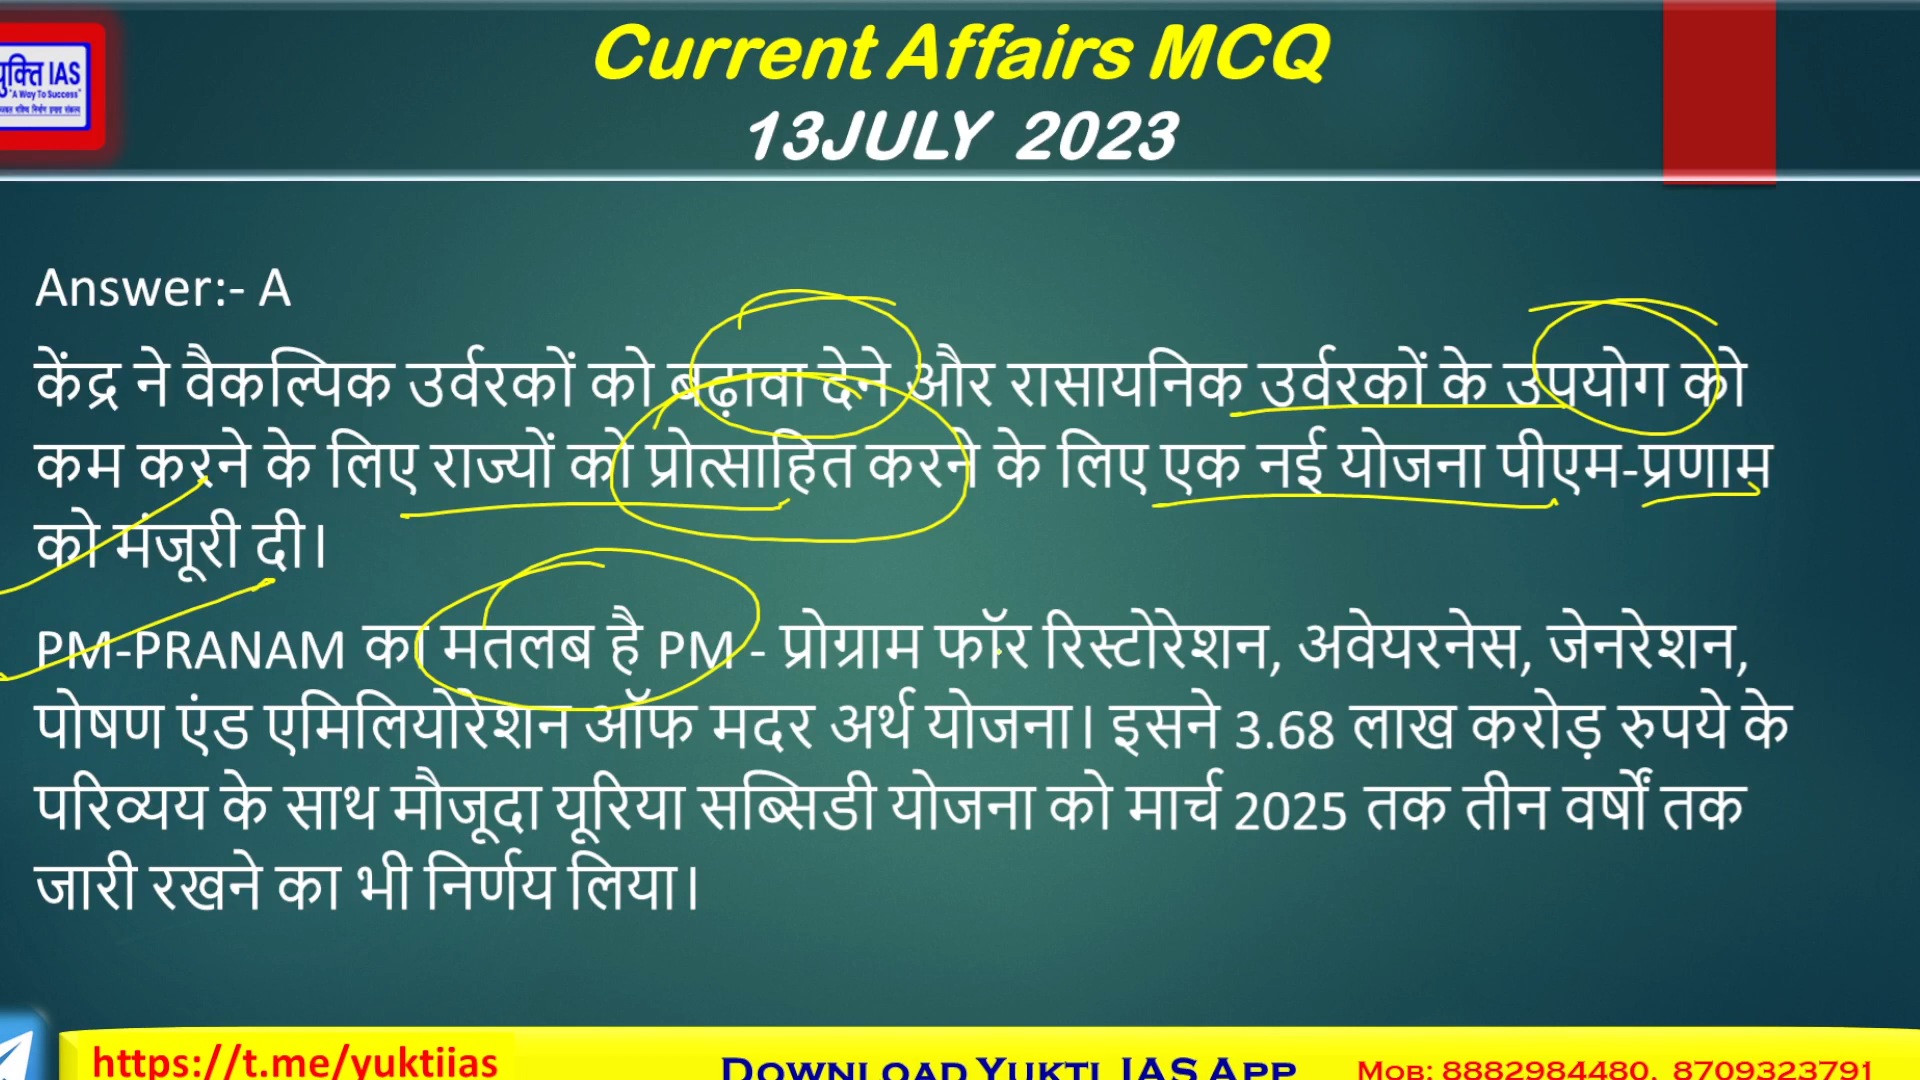 Current Affairs MCQ
13JULY 2023
युक्ति IAS
"A Way To Success"
Answer:- A
केंद्र ने वैकल्पिक उर्वरकों को बढ़ावा देने और रासायनिक उर्वरकों के उपयोग को
कम करने के लिए राज्यों को प्रोत्साहित करने के लिए एक नई योजना पीएम-प्रणाम
को मंजूरी दी।
PM-PRANAM का मतलब है PM - प्रोग्राम फॉर रिस्टोरेशन, अवेयरनेस, जेनरेशन,
पोषण एंड एमिलियोरेशन ऑफ मदर अर्थ योजना। इसने 3.68 लाख करोड़ रुपये के
परिव्यय के साथ मौजूदा यूरिया सब्सिडी योजना को मार्च 2025 तक तीन वर्षों तक
जारी रखने का भी निर्णय लिया।
https://t.me/yuktiias
Download Yukti IAS App
Mob: 8882984480, 8709323791